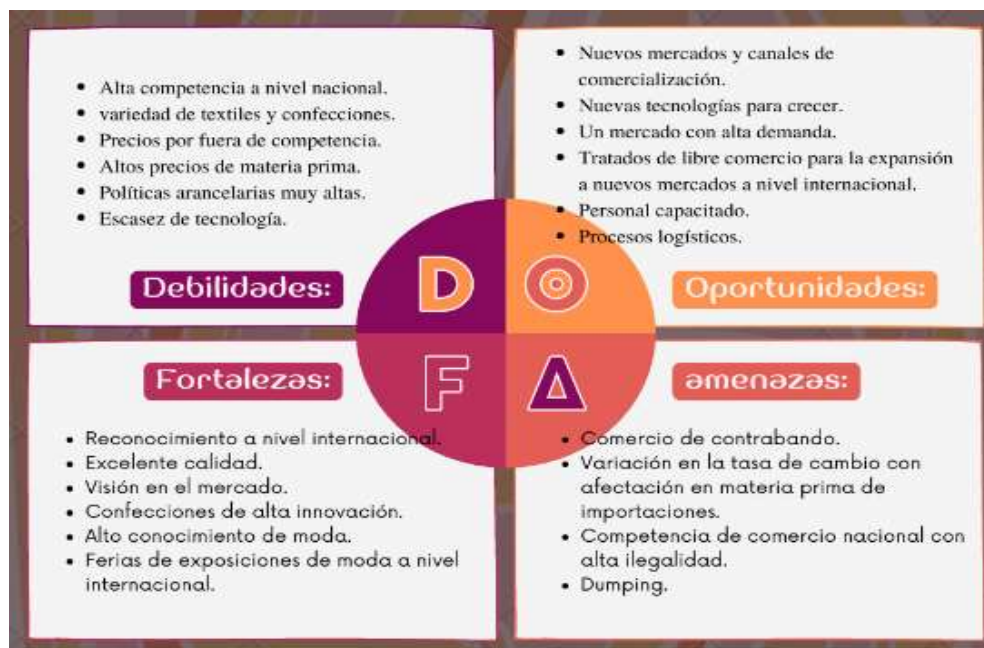 • Alta competencia a nivel nacional.
• variedad de textiles y confecciones.
• Precios por fuera de competencia.
• Altos precios de materia prima.
• Políticas arancelarias muy altas.
• Escasez de tecnología.
Debilidades:
• Nuevos mercados y canales de
comercialización.
• Nuevas tecnologías para crecer.
• Un mercado con alta demanda.
• Tratados de libre comercio para la expansión
a nuevos mercados a nivel internacional.
• Personal capacitado.
• Procesos logísticos.
Oportunidades:
D O
F A
Fortalezas:
• Reconocimiento a nivel internacional.
• Excelente calidad.
• Visión en el mercado.
• Confecciones de alta innovación.
• Alto conocimiento de moda.
• Ferias de exposiciones de moda a nivel
internacional.
amenazas:
• Comercio de contrabando.
• Variación en la tasa de cambio con
afectación en materia prima de
importaciones.
• Competencia de comercio nacional con
alta ilegalidad.
• Dumping.